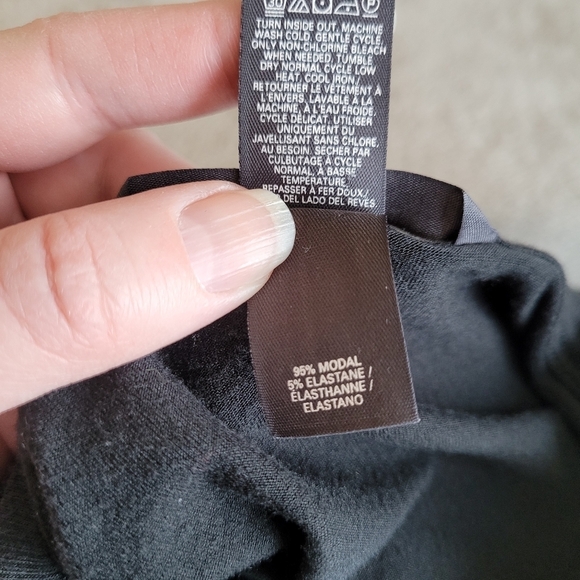 TURN INSIDE OUT, MACHINE
WASH COLD, GENTLE CYCLE,
ONLY NON-CHLORINE BLEACH
WHEN NEEDED, TUMBLE
DRY NORMAL CYCLE LOW
HEAT, COOL IRON,
RETOURNER LE VÊTEMENT À
L'ENVERS, LAVABLE À LA
MACHINE, À L'EAU FROIDE,
CYCLE DÉLICAT, UTILISER
UNIQUEMENT DU
JAVELLISANT SANS CHLORE,
AU BESOIN, SÉCHER PAR
CULBUTAGE À CYCLE
NORMAL, À BASSE
TEMPÉRATURE,
REPASSER À FER DOUX/
DEL LADO DEL REVES
95% MODAL
5% ELASTANE /
ÉLASTHANNE /
ELASTANO